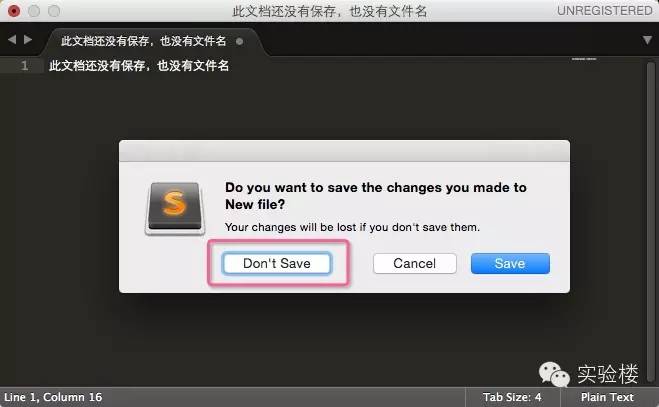 此文档还没有保存，也没有文件名
UNREGISTERED
此文档还没有保存，也没有文件名
1 此文档还没有保存，也没有文件名
S
Do you want to save the changes you made to
New file?
Your changes will be lost if you don't save them.
Don't Save
Cancel
Save
实验楼
Line 1, Column 16
Tab Size: 4
Plain Text